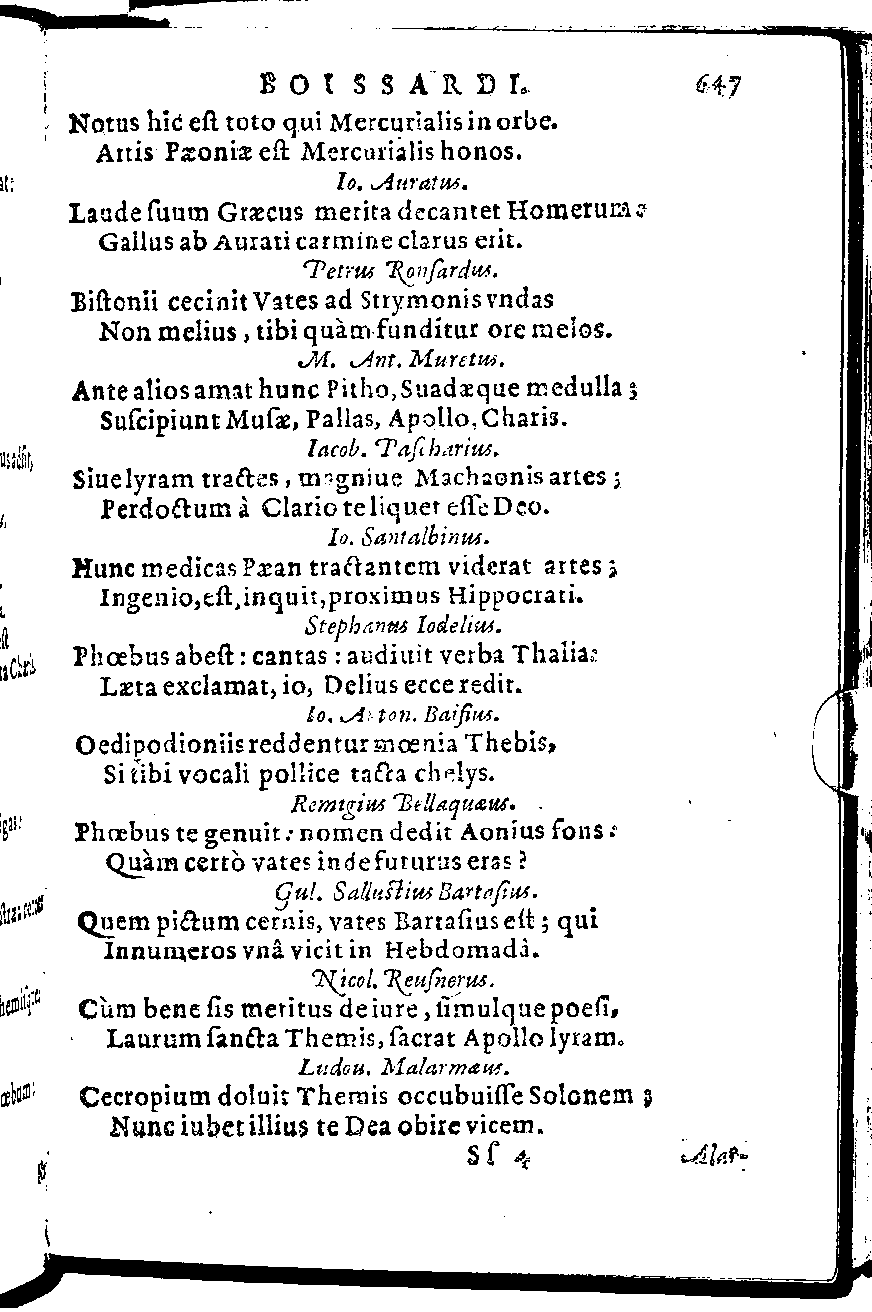 BOISSARDI. 647
Notus hic eſt toto qui Mercurialis in orbe.
Artis Pæoniæ eſt Mercurialis honos.
Io. Auratus.
Laude ſuum Græcus merita decantet Homerum:
Gallus ab Aurati carmine clarus erit.
Petrus Ronſardus.
Biſtonii cecinit Vates ad Strymonis vndas
Non melius, tibi quàm funditur ore melos.
M. Ant. Muretus.
Ante alios amat hunc Pitho, Suadæque medulla;
Suſcipiunt Muſæ, Pallas, Apollo, Charis.
Iacob. Taſcharius.
Siue lyram tractes, magniue Machaonis artes;
Perdoctum à Clario te liquet eſſe Deo.
Io. Santalbinus.
Hunc medicas Pæan tractantem viderat artes;
Ingenio, eſt, inquit, proximus Hippocrati.
Stephanus Iodelius.
Phœbus abeſt: cantas: audiuit verba Thalia:
Læta exclamat, io, Delius ecce redit.
Io. Anton. Baifius.
Oedipodioniis reddentur mœnia Thebis,
Si tibi vocali pollice tacta chelys.
Remigius Bellaquæus.
Phœbus te genuit: nomen dedit Aonius fons:
Quàm certò vates inde futurus eras?
Gul. Salluſtius Bartaſius.
Quem pictum cernis, vates Bartaſius eſt; qui
Innumeros vnâ vicit in Hebdomadâ.
Nicol. Reuſnerus.
Cùm bene ſis meritus de iure, ſimulque poeſi,
Laurum ſancta Themis, ſacrat Apollo lyram.
Ludou. Malarmæus.
Cecropium doluit Themis occubuiſſe Solonem;
Nunc iubet illius te Dea obire vicem.
Sſ 4 Alar-